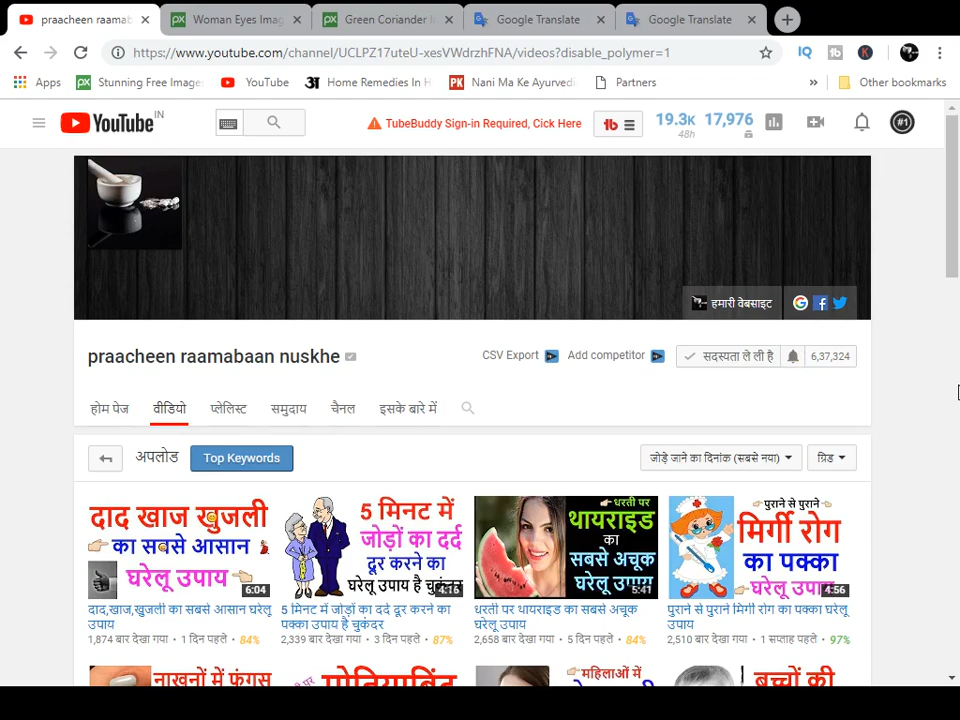 praacheen raamab
Woman Eyes Imag
Green Coriander I
Google Translate
Google Translate
https://www.youtube.com/channel/UCLPZ17uteU-xesVWdrzhFNA/videos?disable_polymer=1
IQ tb K
Apps
px Stunning Free Images
YouTube
Home Remedies In H
PK Nani Ma Ke Ayurvedi
Partners
» Other bookmarks
YouTube IN
TubeBuddy Sign-in Required, Cick Here
tb
19.3K 17,976
48h
#1
हमारी वेबसाइट
praacheen raamabaan nuskhe
CSV Export
Add competitor
सदस्यता ले ली है
6,37,324
होम पेज वीडियो प्लेलिस्ट समुदाय चैनल इसके बारे में
अपलोड
Top Keywords
जोड़े जाने का दिनांक (सबसे नया)
ग्रिड
दाद खाज खुजली
का सबसे आसान
घरेलू उपाय
6:04
दाद,खाज,खुजली का सबसे आसान घरेलू
उपाय
1,874 बार देखा गया • 1 दिन पहले 84%
5 मिनट में
जोड़ों का दर्द
दूर करने का
घरेलू उपाय है चुकंदर
4:16
5 मिनट में जोड़ों का दर्द दूर करने का
पक्का उपाय है चुकंदर
2,339 बार देखा गया • 3 दिन पहले 87%
धरती पर
थायराइड
का
सबसे अचूक
घरेलू उपाय
5:41
धरती पर थायराइड का सबसे अचूक
घरेलू उपाय
2,658 बार देखा गया • 5 दिन पहले 84%
पुराने से पुराने
मिर्गी रोग
का पक्का
घरेलू उपाय
4:56
पुराने से पुराने मिर्गी रोग का पक्का घरेलू
उपाय
2,510 बार देखा गया • 1 सप्ताह पहले 97%
नाखूनों में फंगस
मोतियाबिंद
महिलाओं में
बच्चों की